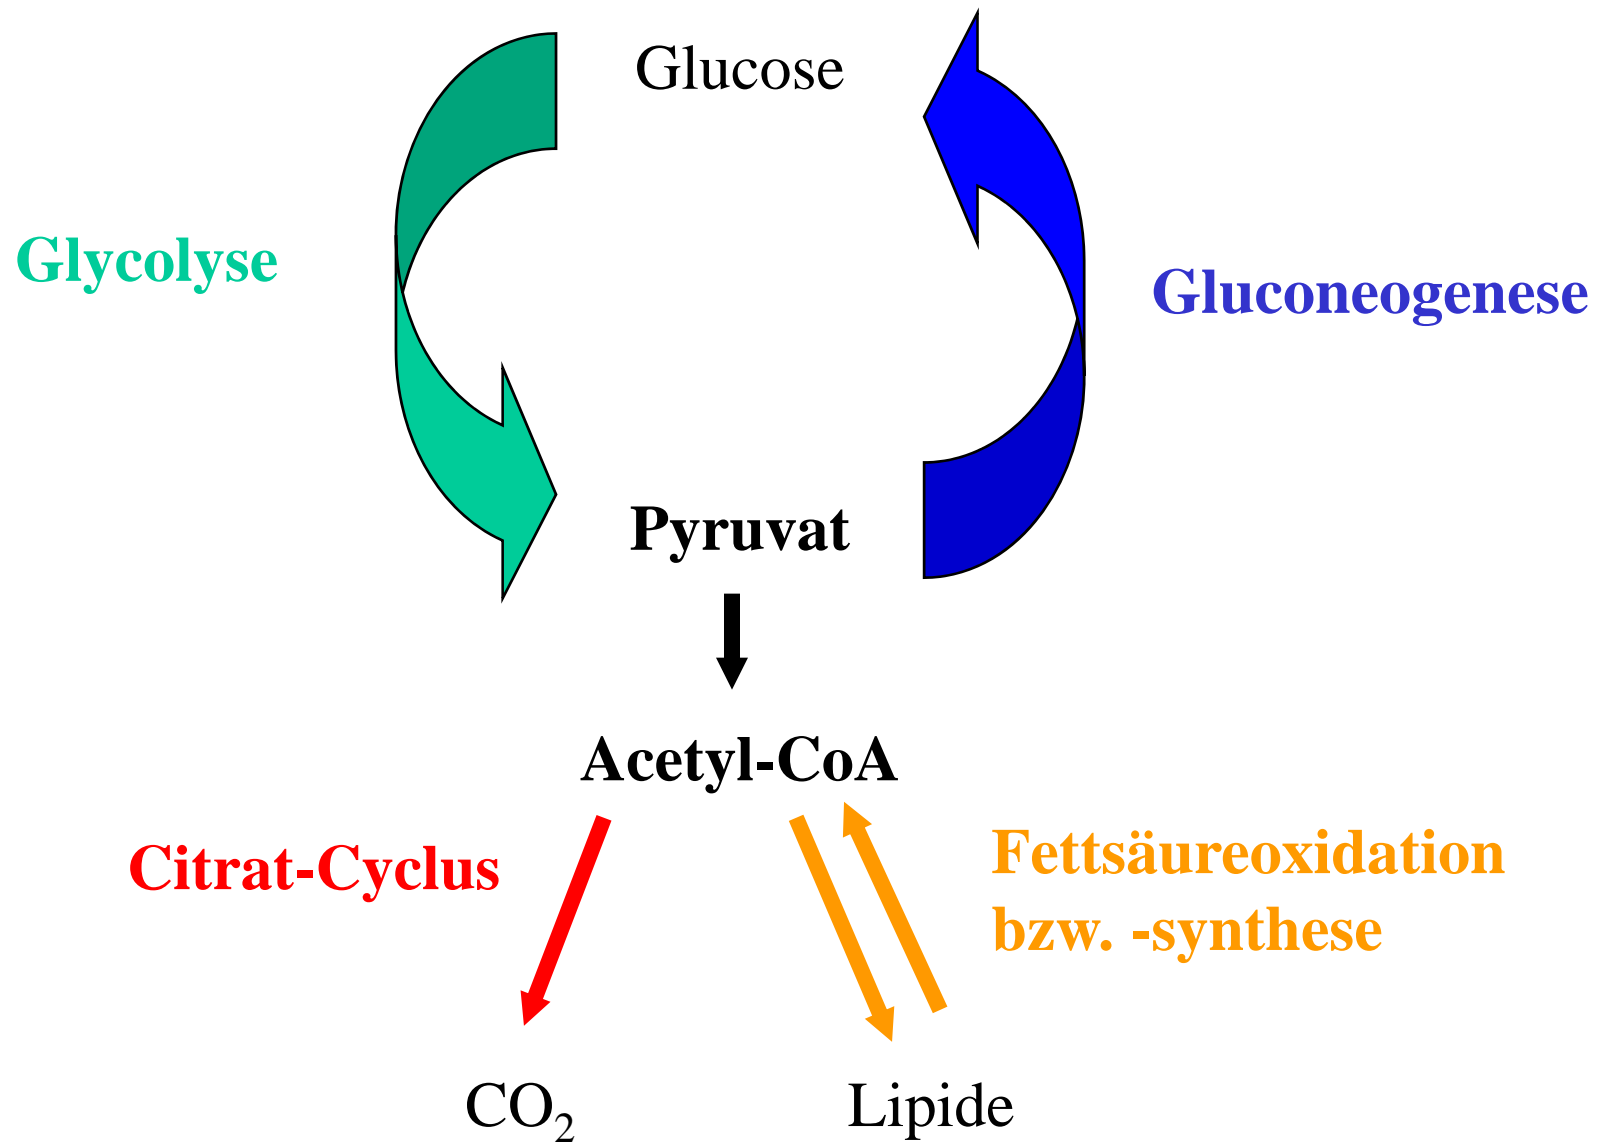 Glucose
Glycolyse
Gluconeogenese
Pyruvat
Acetyl-CoA
Citrat-Cyclus
Fettsäureoxidation
bzw. -synthese
CO₂
Lipide